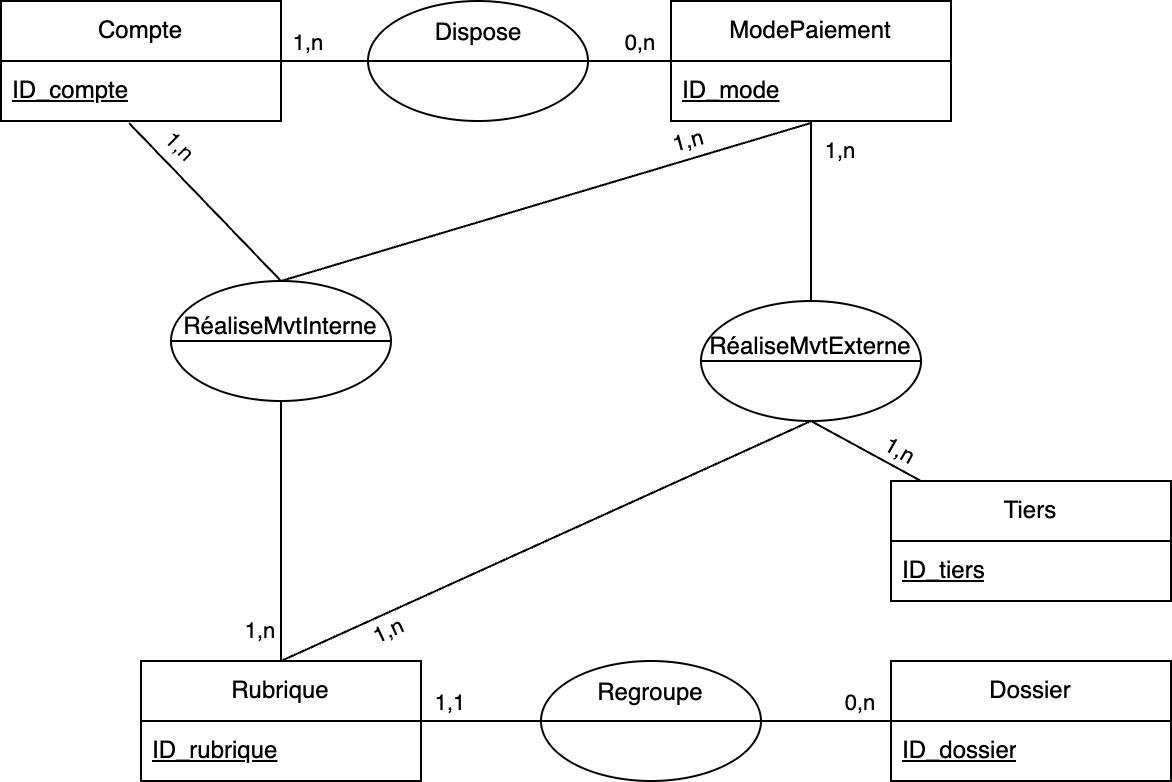 Compte
1,n
Dispose
0,n
ModePaiement
ID_compte
ID_mode
1,n
1,n
1,n
RéaliseMvtInterne
RéaliseMvtExterne
1,n
Tiers
ID_tiers
1,n
1,n
Rubrique
1,1
Regroupe
0,n
Dossier
ID_rubrique
ID_dossier